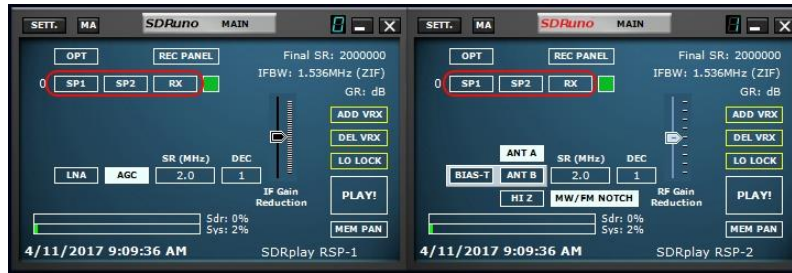 SETT. MA SDRuno MAIN 0
OPT REC PANEL Final SR: 2000000
IFBW: 1.536MHz (ZIF)
0 SP1 SP2 RX GR: dB
ADD VRX
DEL VRX
SR (MHz) DEC LO LOCK
LNA AGC 2.0 1
IF Gain Reduction PLAY!
Sdr: 0%
Sys: 2% MEM PAN
4/11/2017 9:09:36 AM SDRplay RSP-1
SETT. MA SDRuno MAIN 1
OPT REC PANEL Final SR: 2000000
IFBW: 1.536MHz (ZIF)
0 SP1 SP2 RX GR: dB
ADD VRX
DEL VRX
ANT A SR (MHz) DEC LO LOCK
BIAS-T ANT B 2.0 1
HI Z MW/FM NOTCH RF Gain Reduction PLAY!
Sdr: 0%
Sys: 2% MEM PAN
4/11/2017 9:09:36 AM SDRplay RSP-2